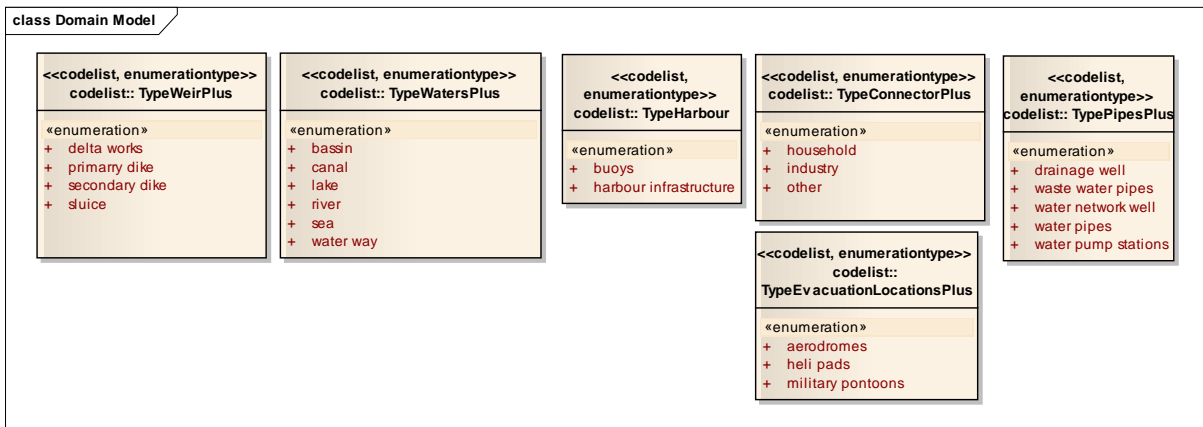 class Domain Model
<<codelist, enumerationtype>>
codelist:: TypeWeirPlus
«enumeration»
+ delta works
+ primarry dike
+ secondary dike
+ sluice
<<codelist, enumerationtype>>
codelist:: TypeWatersPlus
«enumeration»
+ bassin
+ canal
+ lake
+ river
+ sea
+ water way
<<codelist,
enumerationtype>>
codelist:: TypeHarbour
«enumeration»
+ buoys
+ harbour infrastructure
<<codelist, enumerationtype>>
codelist:: TypeConnectorPlus
«enumeration»
+ household
+ industry
+ other
<<codelist,
enumerationtype>>
codelist:: TypePipesPlus
«enumeration»
+ drainage well
+ waste water pipes
+ water network well
+ water pipes
+ water pump stations
<<codelist, enumerationtype>>
codelist::
TypeEvacuationLocationsPlus
«enumeration»
+ aerodromes
+ heli pads
+ military pontoons